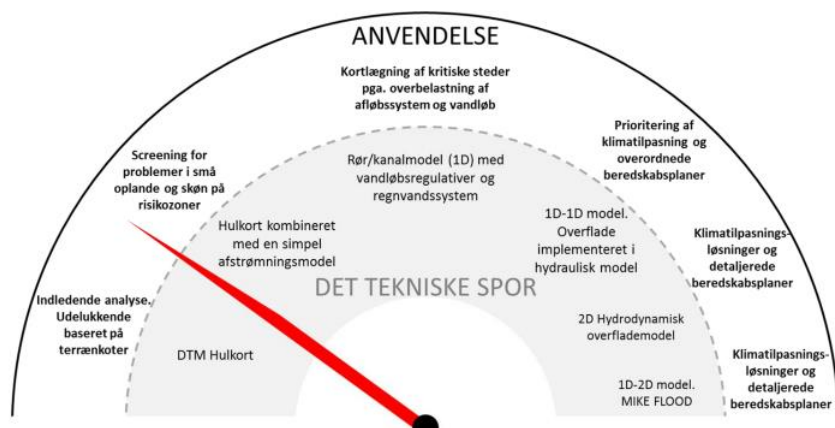 ANVENDELSE
Kortlægning af kritiske steder
pga. overbelastning af
afløbssystem og vandløb
Screening for
problemer i små
oplande og skøn på
risikozoner
Prioritering af
klimatilpasning og
overordnede
beredskabsplaner
Rør/kanalmodel (1D) med
vandløbsregulativer og
regnvandssystem
Hulkort kombineret
med en simpel
afstrømningsmodel
1D-1D model.
Overflade
implementeret i
hydraulisk model
Klimatilpasnings-
løsninger og
detaljerede
beredskabsplaner
DET TEKNISKE SPOR
Indledende analyse.
Udelukkende
baseret på
terrænkoter
DTM Hulkort
2D Hydrodynamisk
overflademodel
Klimatilpasnings-
løsninger og
detaljerede
beredskabsplaner
1D-2D model.
MIKE FLOOD